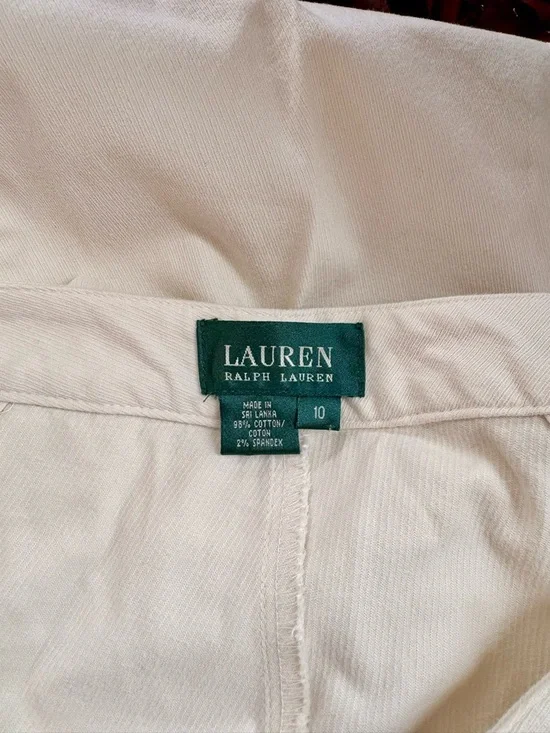 LAUREN
RALPH LAUREN
MADE IN
SRI LANKA
98% COTTON/
COTON
2% SPANDEX
10